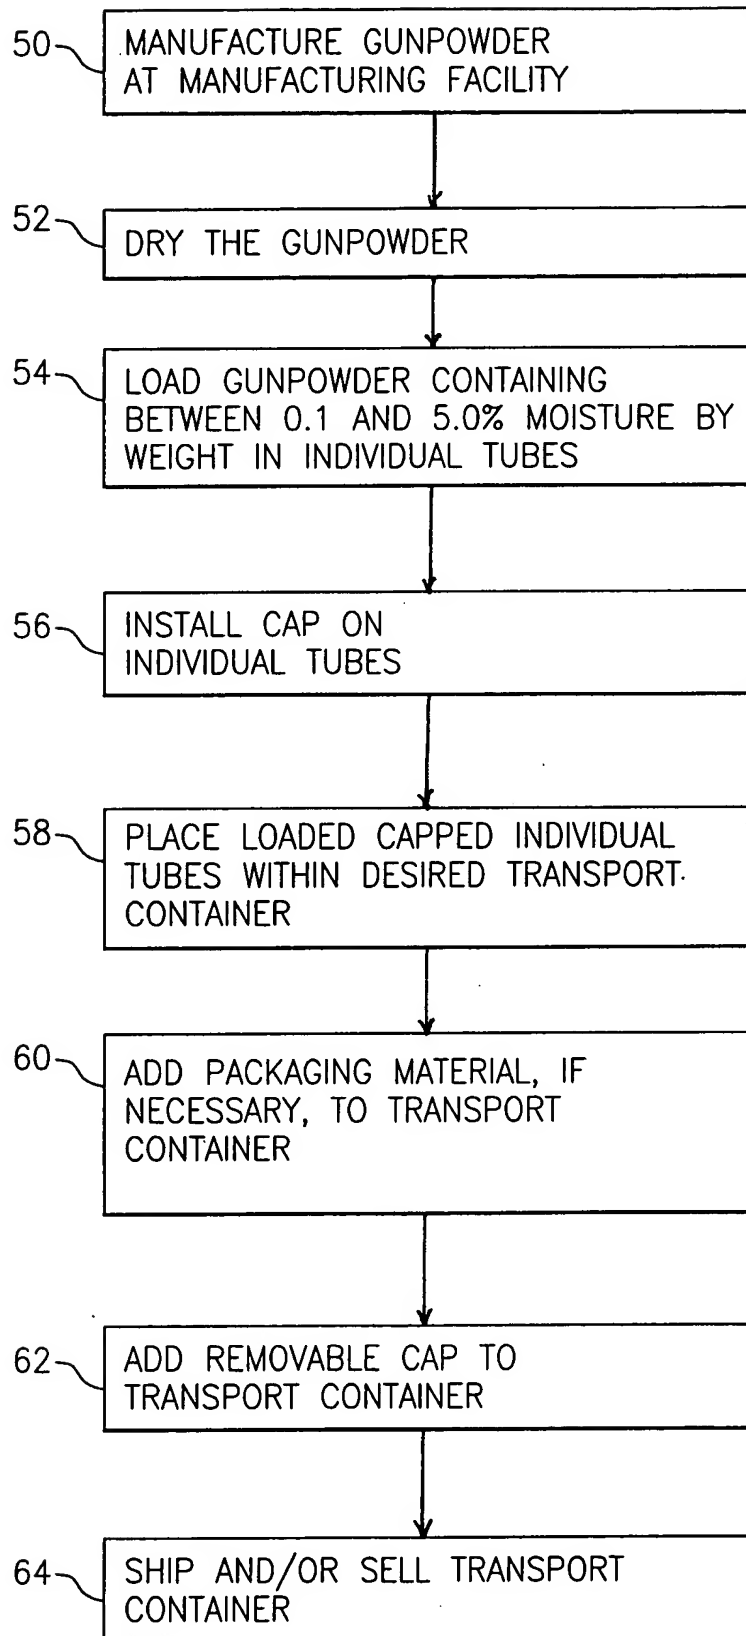 50
MANUFACTURE GUNPOWDER
AT MANUFACTURING FACILITY
52
DRY THE GUNPOWDER
54
LOAD GUNPOWDER CONTAINING
BETWEEN 0.1 AND 5.0% MOISTURE BY
WEIGHT IN INDIVIDUAL TUBES
56
INSTALL CAP ON
INDIVIDUAL TUBES
58
PLACE LOADED CAPPED INDIVIDUAL
TUBES WITHIN DESIRED TRANSPORT
CONTAINER
60
ADD PACKAGING MATERIAL, IF
NECESSARY, TO TRANSPORT
CONTAINER
62
ADD REMOVABLE CAP TO
TRANSPORT CONTAINER
64
SHIP AND/OR SELL TRANSPORT
CONTAINER